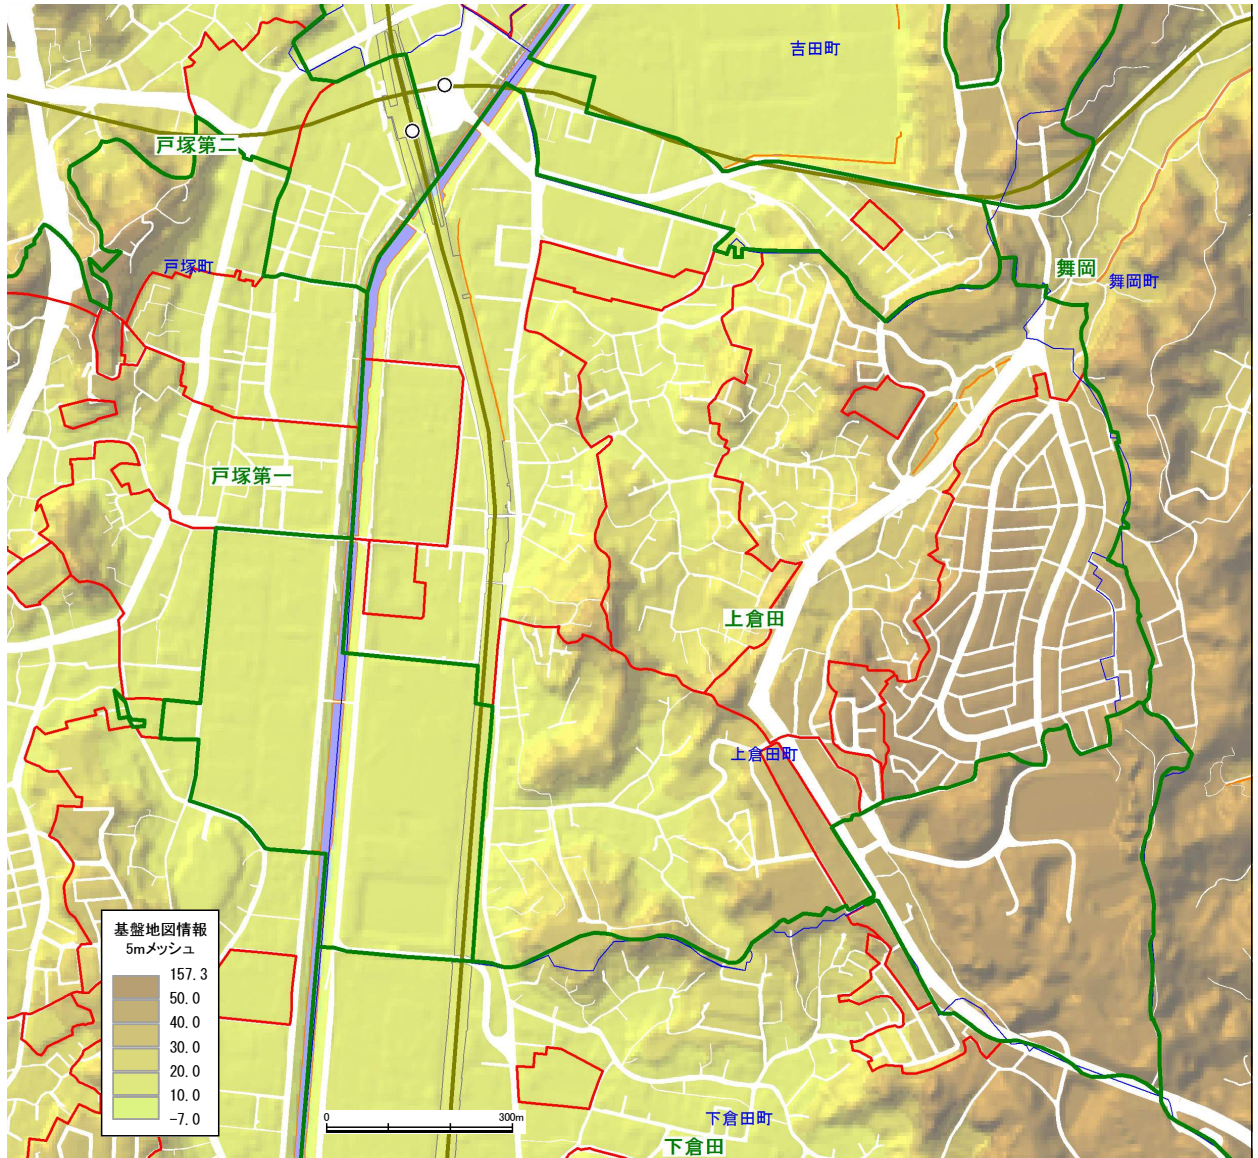 吉田町
戸塚第二
戸塚町
舞岡
舞岡町
戸塚第一
上倉田
上倉田町
基盤地図情報
5mメッシュ
157.3
50.0
40.0
30.0
20.0
10.0
-7.0
0 300m
下倉田町
下倉田